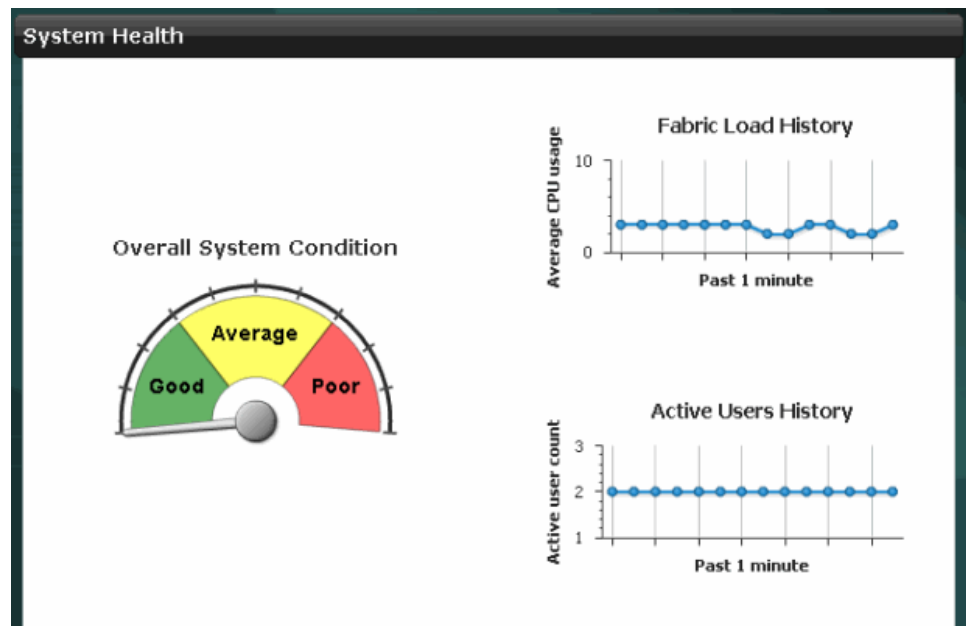 System Health
Overall System Condition
Good
Average
Poor
Fabric Load History
Average CPU usage
10
0
Past 1 minute
Active Users History
Active user count
3
2
1
Past 1 minute